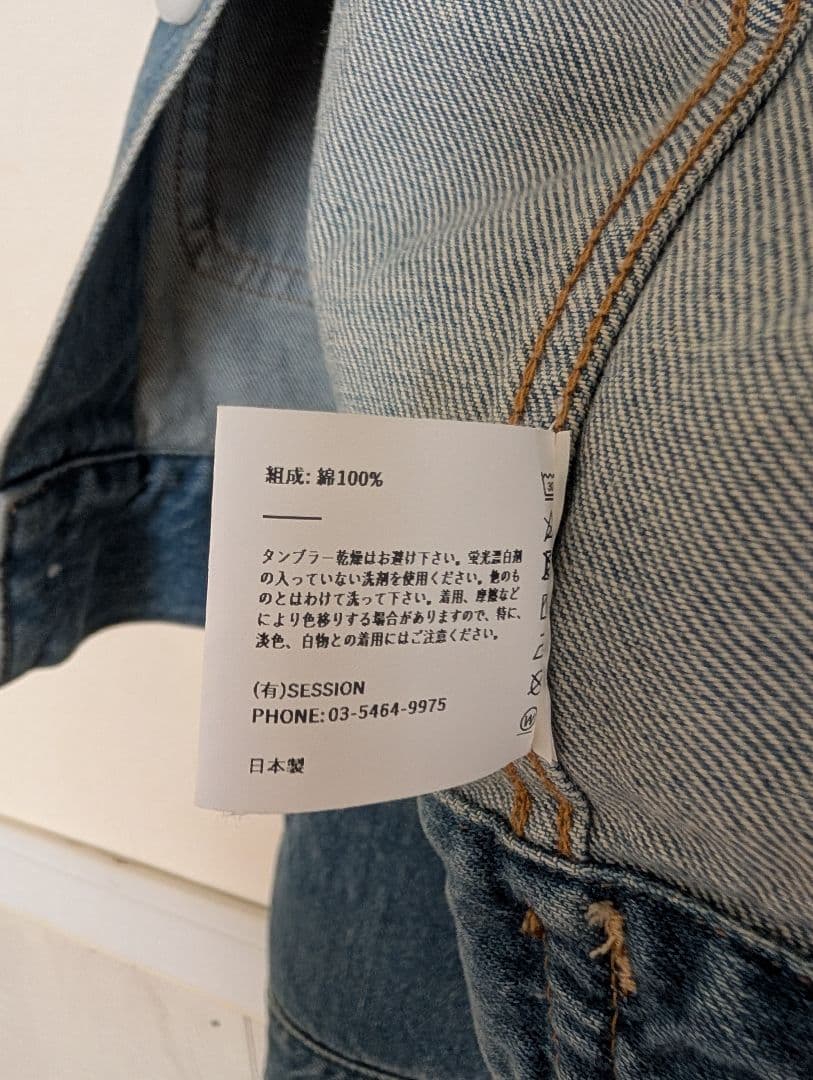 組成: 綿100%
タンブラー乾燥はお避け下さい。蛍光漂白剤
の入っていない洗剤を使用ください。他のも
のとはわけて洗って下さい。着用、摩擦など
により色移りする場合がありますので、特に、
淡色、白物との着用にはご注意ください。
(有)SESSION
PHONE: 03-5464-9975
日本製